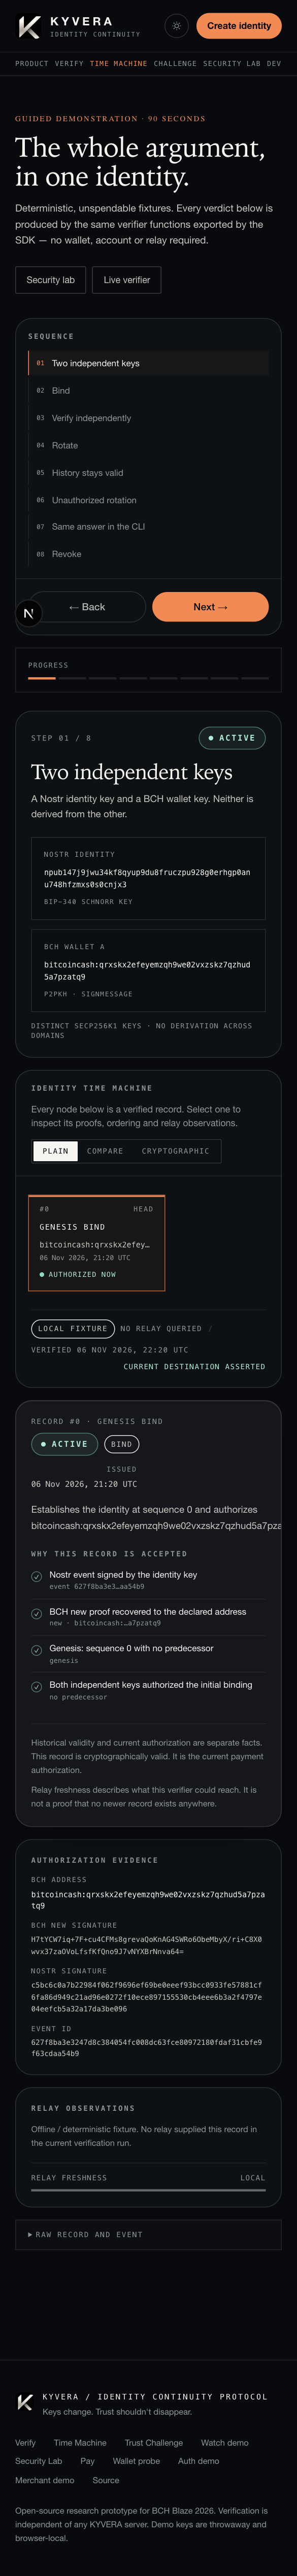 KYVERA
IDENTITY CONTINUITY
Create identity
PRODUCT VERIFY TIME MACHINE CHALLENGE SECURITY LAB DEV
GUIDED DEMONSTRATION · 90 SECONDS
The whole argument,
in one identity.
Deterministic, unspendable fixtures. Every verdict below is
produced by the same verifier functions exported by the
SDK — no wallet, account or relay required.
Security lab
Live verifier
SEQUENCE
01 Two independent keys
02 Bind
03 Verify independently
04 Rotate
05 History stays valid
06 Unauthorized rotation
07 Same answer in the CLI
08 Revoke
N
← Back
Next →
PROGRESS
STEP 01 / 8
ACTIVE
Two independent keys
A Nostr identity key and a BCH wallet key. Neither is
derived from the other.
NOSTR IDENTITY
npub147j9jwu34kf8qyup9du8fruczpu928g0erhgp0an
u748hfzmxs0s0cnjx3
BIP-340 SCHNORR KEY
BCH WALLET A
bitcoincash:qrxskx2efeyemzqh9we02vxzskz7qzhud
5a7pzatq9
P2PKH · SIGNMESSAGE
DISTINCT SECP256K1 KEYS · NO DERIVATION ACROSS
DOMAINS
IDENTITY TIME MACHINE
Every node below is a verified record. Select one to
inspect its proofs, ordering and relay observations.
PLAIN
COMPARE
CRYPTOGRAPHIC
#0
HEAD
GENESIS BIND
bitcoincash:qrxskx2efey…
06 Nov 2026, 21:20 UTC
AUTHORIZED NOW
LOCAL FIXTURE
NO RELAY QUERIED /
VERIFIED 06 NOV 2026, 22:20 UTC
CURRENT DESTINATION ASSERTED
RECORD #0 · GENESIS BIND
ACTIVE
BIND
ISSUED
06 Nov 2026, 21:20 UTC
Establishes the identity at sequence 0 and authorizes
bitcoincash:qrxskx2efeyemzqh9we02vxzskz7qzhud5a7pza
WHY THIS RECORD IS ACCEPTED
Nostr event signed by the identity key
event 627f8ba3e3…aa54b9
BCH new proof recovered to the declared address
new · bitcoincash:…a7pzatq9
Genesis: sequence 0 with no predecessor
genesis
Both independent keys authorized the initial binding
no predecessor
Historical validity and current authorization are separate facts.
This record is cryptographically valid. It is the current payment
authorization.
Relay freshness describes what this verifier could reach. It is
not a proof that no newer record exists anywhere.
AUTHORIZATION EVIDENCE
BCH ADDRESS
bitcoincash:qrxskx2efeyemzqh9we02vxzskz7qzhud5a7pza
tq9
BCH NEW SIGNATURE
H7tYCW7iq+7F+cu4CFMs8grevaQoKnAG4SWRo6ObeMbyX/ri+C8X0
wvx37zaOVoLfsfKfQno9J7vNYXBrNnva64=
NOSTR SIGNATURE
c5bc6c0a7b22984f062f9696ef69be0eeef93bcc0933fe57881cf
6fa86d949c21ad96e0272f10ece897155530cb4eee6b3a2f4797e
04eefcb5a32a17da3be096
EVENT ID
627f8ba3e3247d8c384054fc008dc63fce80972180fdaf31cbfe9
f63cdaa54b9
RELAY OBSERVATIONS
Offline / deterministic fixture. No relay supplied this record in
the current verification run.
RELAY FRESHNESS
LOCAL
▶ RAW RECORD AND EVENT
KYVERA / IDENTITY CONTINUITY PROTOCOL
Keys change. Trust shouldn't disappear.
Verify Time Machine Trust Challenge Watch demo
Security Lab Pay Wallet probe Auth demo
Merchant demo Source
Open-source research prototype for BCH Blaze 2026. Verification is
independent of any KYVERA server. Demo keys are throwaway and
browser-local.